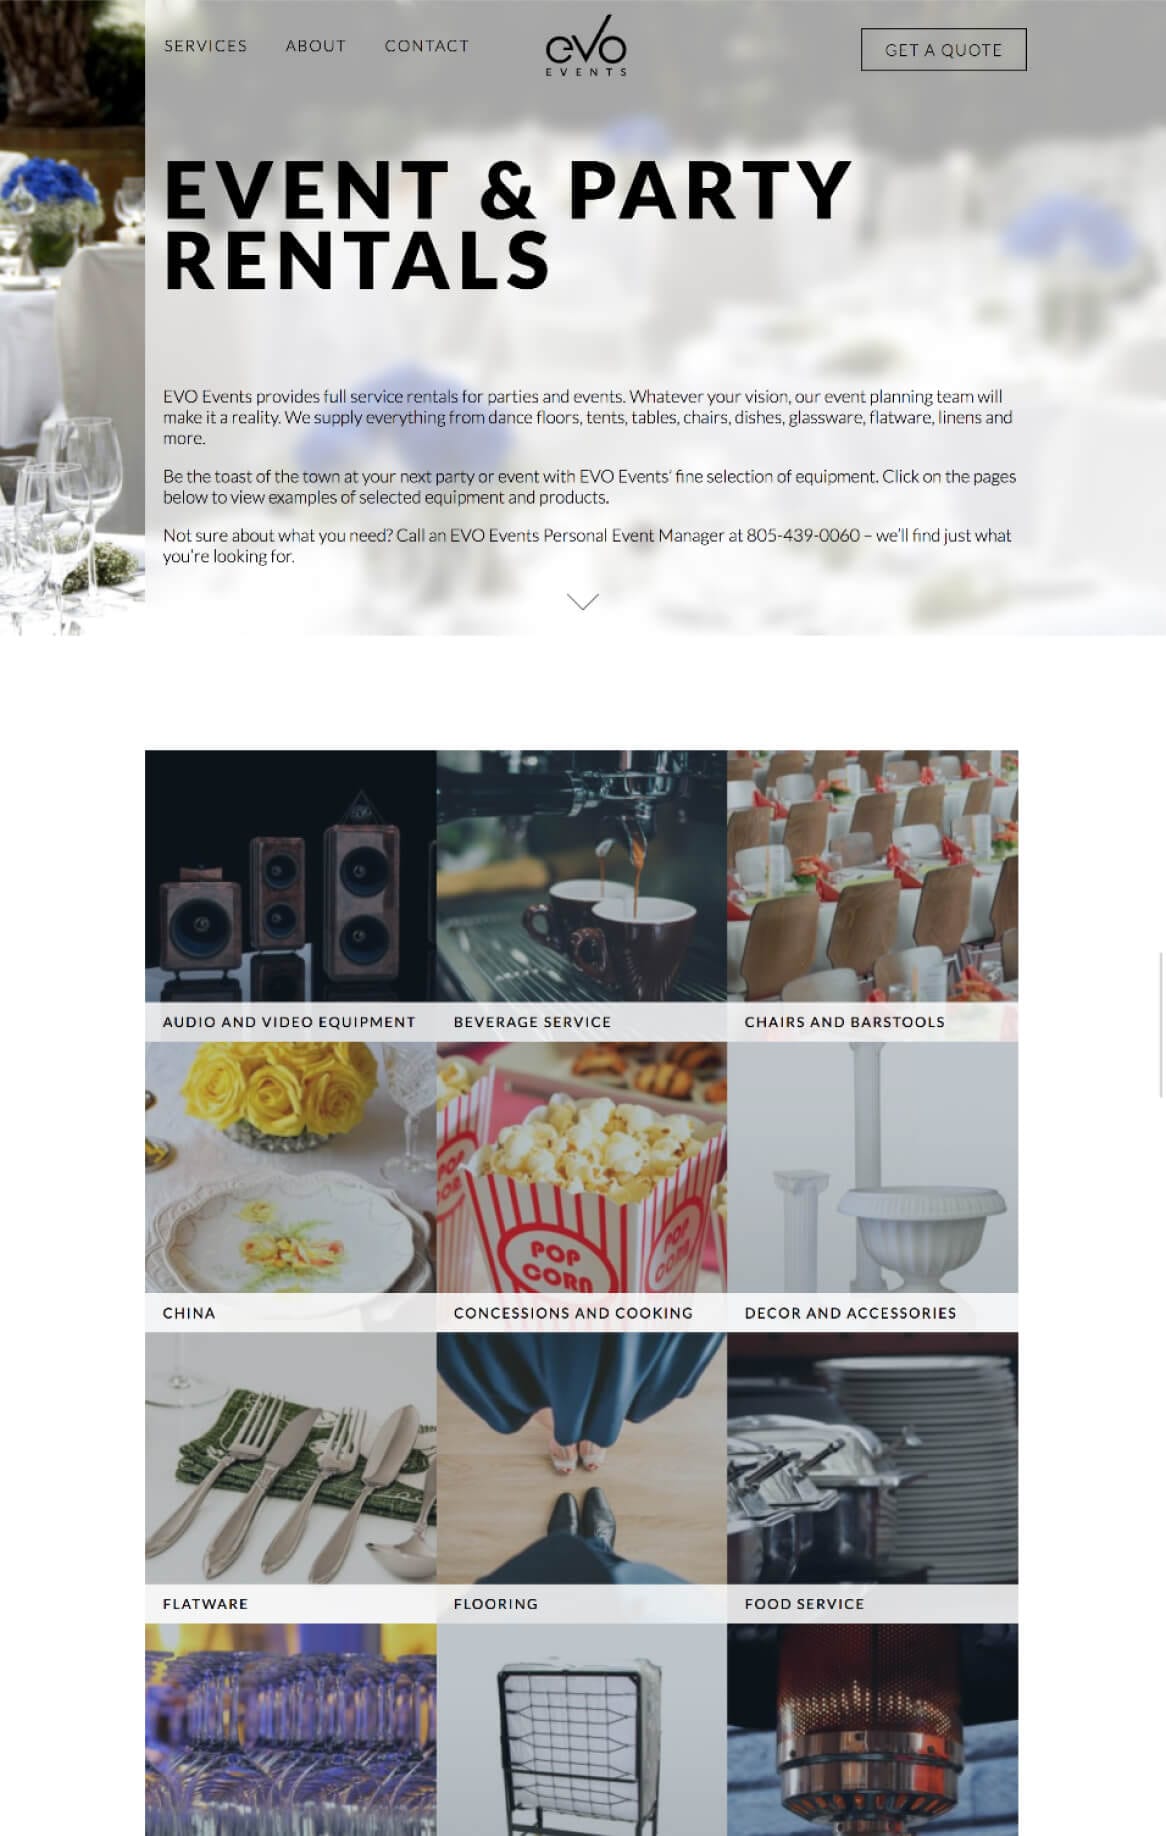 SERVICES ABOUT CONTACT
evo
EVENTS
GET A QUOTE
EVENT & PARTY
RENTALS
EVO Events provides full service rentals for parties and events. Whatever your vision, our event planning team will
make it a reality. We supply everything from dance floors, tents, tables, chairs, dishes, glassware, flatware, linens and
more.
Be the toast of the town at your next party or event with EVO Events' fine selection of equipment. Click on the pages
below to view examples of selected equipment and products.
Not sure about what you need? Call an EVO Events Personal Event Manager at 805-439-0060 – we'll find just what
you're looking for.
AUDIO AND VIDEO EQUIPMENT
BEVERAGE SERVICE
CHAIRS AND BARSTOOLS
POP
CORN
POP
CORN
CHINA
CONCESSIONS AND COOKING
DECOR AND ACCESSORIES
FLATWARE
FLOORING
FOOD SERVICE